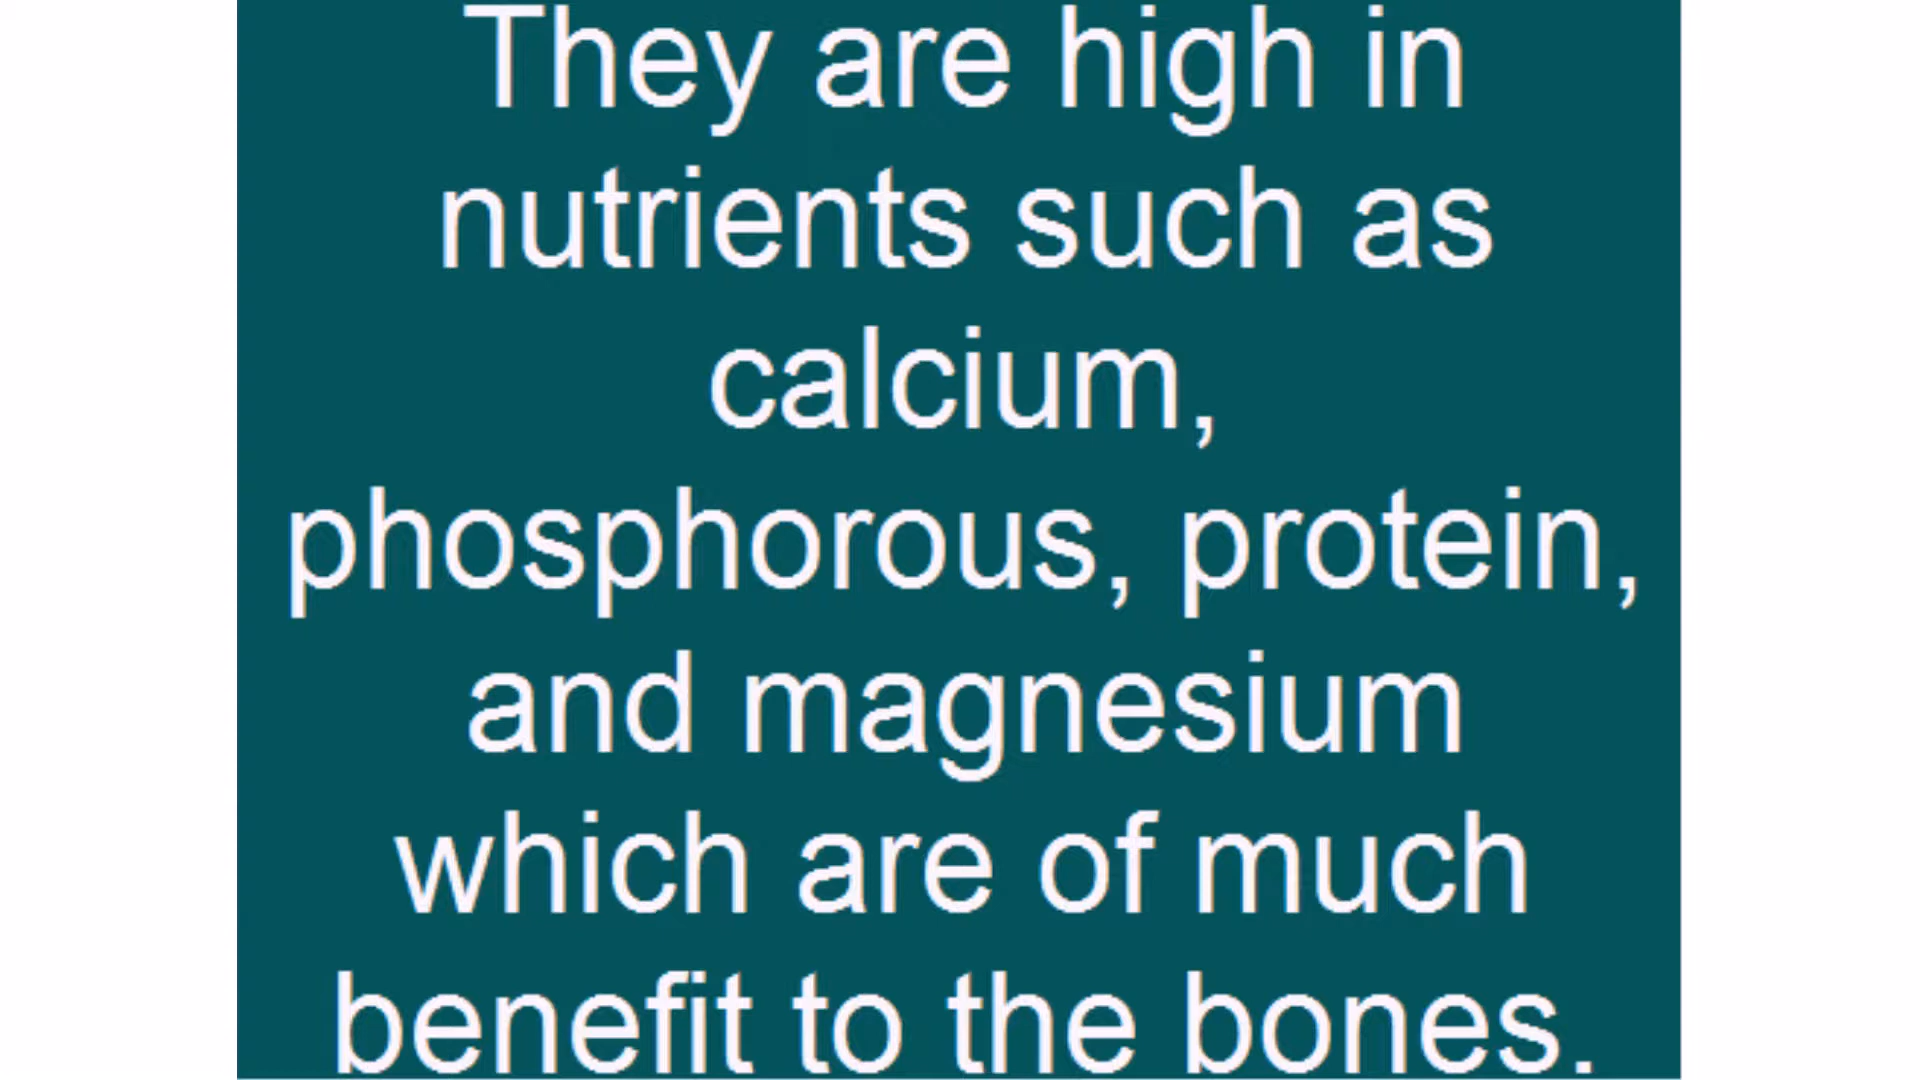 They are high in
nutrients such as
calcium,
phosphorous, protein,
and magnesium
which are of much
benefit to the bones.